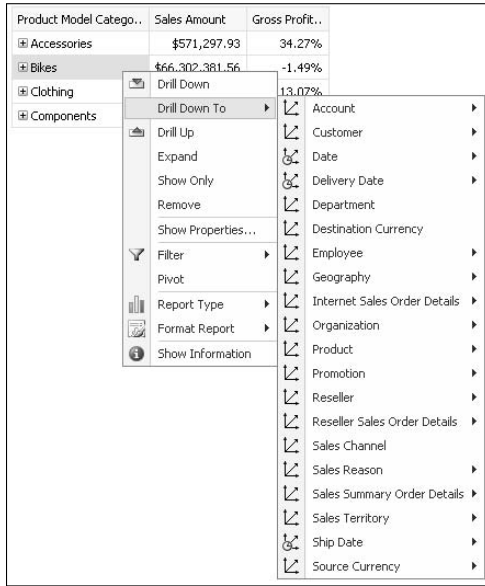 Product Model Catego.. Sales Amount Gross Profit..
Accessories $571,297.93 34.27%
Bikes $66,302,381.56 -1.49%
Clothing 13.07%
Components
Drill Down
Drill Down To
Drill Up
Expand
Show Only
Remove
Show Properties...
Filter
Pivot
Report Type
Format Report
Show Information
Account
Customer
Date
Delivery Date
Department
Destination Currency
Employee
Geography
Internet Sales Order Details
Organization
Product
Promotion
Reseller
Reseller Sales Order Details
Sales Channel
Sales Reason
Sales Summary Order Details
Sales Territory
Ship Date
Source Currency